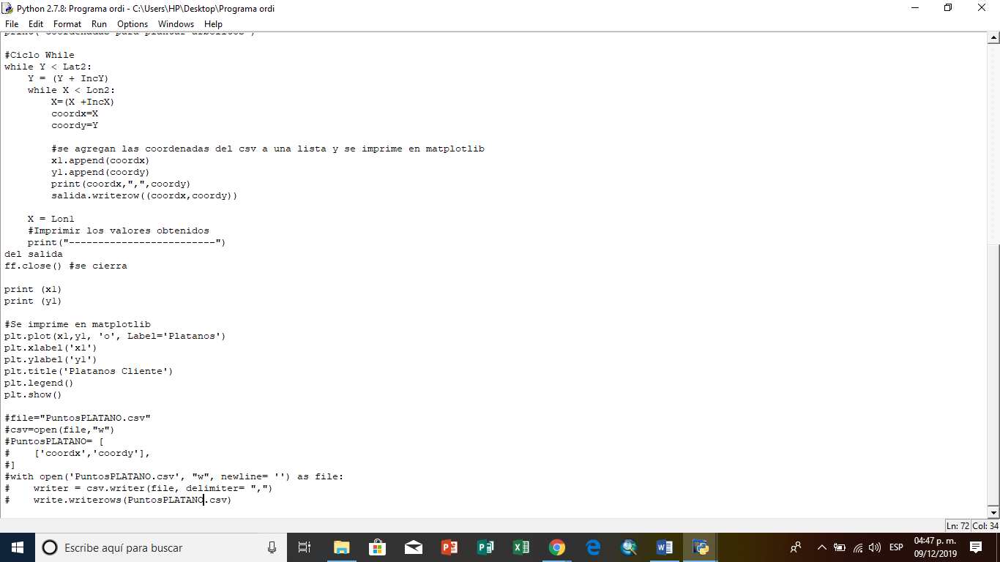 Python 2.7.8: Programa ordi - C:\Users\HP\Desktop\Programa ordi
File Edit Format Run Options Windows Help
#Ciclo While
while Y < Lat2:
    Y = (Y + IncY)
    while X < Lon2:
        X=(X +IncX)
        coordx=X
        coordy=Y
        #se agregan las coordenadas del csv a una lista y se imprime en matplotlib
        x1.append(coordx)
        y1.append(coordy)
        print(coordx,",",coordy)
        salida.writerow((coordx,coordy))
    X = Lon1
    #Imprimir los valores obtenidos
    print("-------------------------")
del salida
ff.close() #se cierra
print (x1)
print (y1)
#Se imprime en matplotlib
plt.plot(x1,y1, 'o', Label='Platanos')
plt.xlabel('x1')
plt.ylabel('y1')
plt.title('Platanos Cliente')
plt.legend()
plt.show()
#file="PuntosPLATANO.csv"
#csv=open(file,"w")
#PuntosPLATANO= [
#    ['coordx','coordy'],
#]
#with open('PuntosPLATANO.csv', "w", newline= '') as file:
#    writer = csv.writer(file, delimiter= ",")
#    write.writerows(PuntosPLATANO.csv)
Ln: 72 Col: 34
Escribe aquí para buscar
ESP
04:47 p. m.
09/12/2019